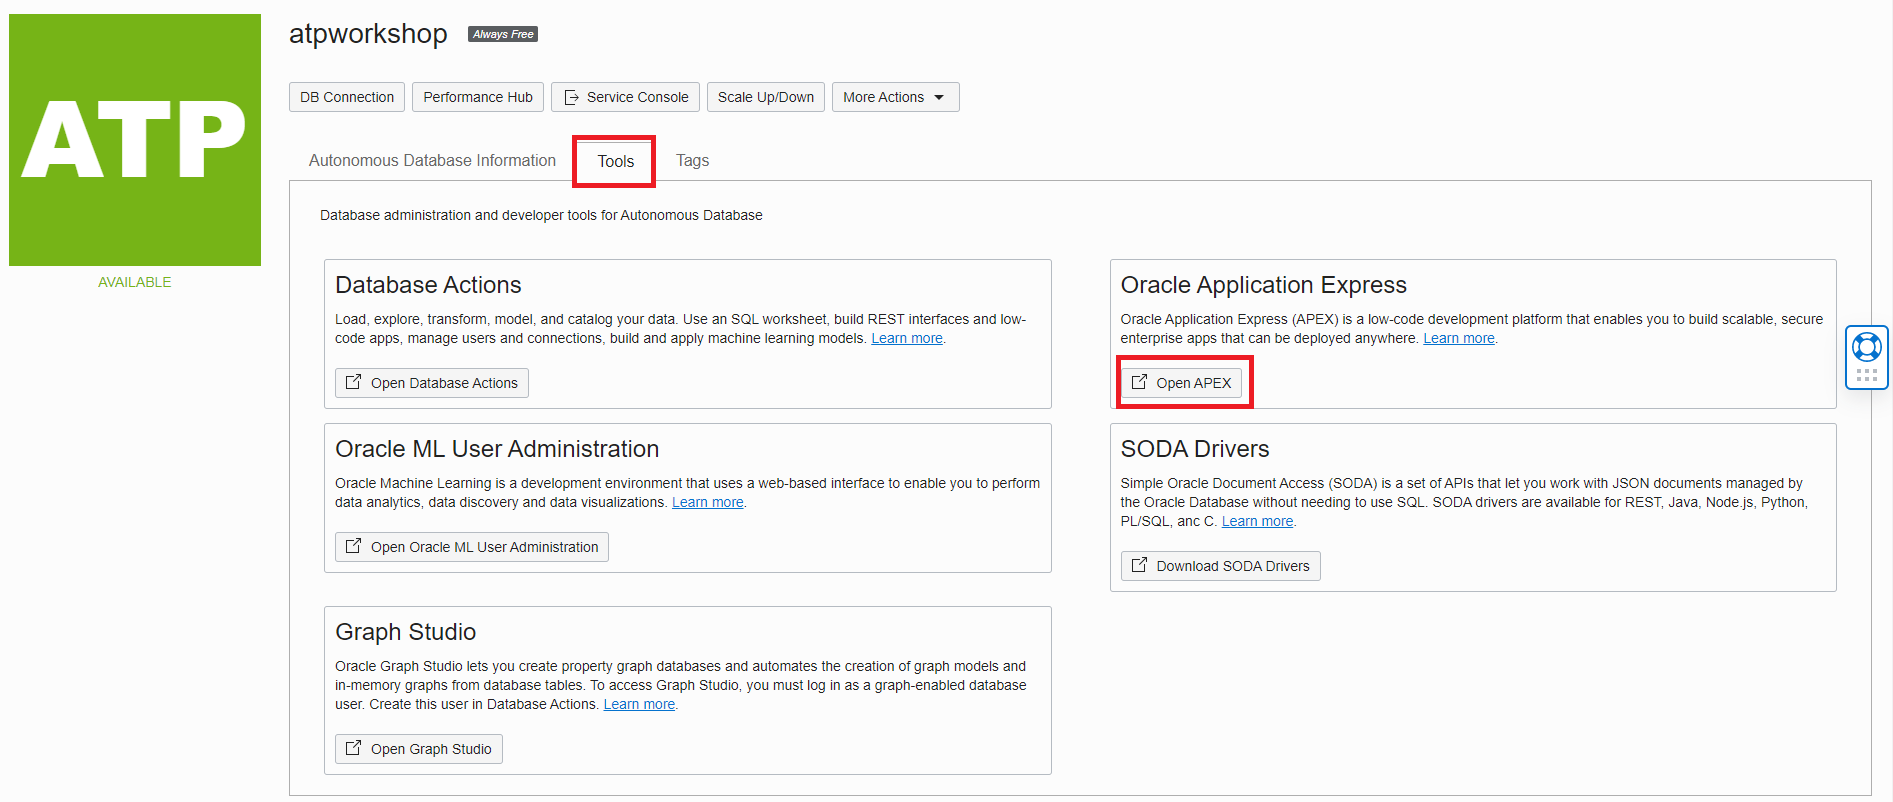 ATP
AVAILABLE
atpworkshop
Always Free
DB Connection
Performance Hub
Service Console
Scale Up/Down
More Actions
Autonomous Database Information
Tools
Tags
Database administration and developer tools for Autonomous Database
Database Actions
Load, explore, transform, model, and catalog your data. Use an SQL worksheet, build REST interfaces and low-
code apps, manage users and connections, build and apply machine learning models. Learn more.
Open Database Actions
Oracle Application Express
Oracle Application Express (APEX) is a low-code development platform that enables you to build scalable, secure
enterprise apps that can be deployed anywhere. Learn more.
Open APEX
Oracle ML User Administration
Oracle Machine Learning is a development environment that uses a web-based interface to enable you to perform
data analytics, data discovery and data visualizations. Learn more.
Open Oracle ML User Administration
SODA Drivers
Simple Oracle Document Access (SODA) is a set of APIs that let you work with JSON documents managed by
the Oracle Database without needing to use SQL. SODA drivers are available for REST, Java, Node.js, Python,
PL/SQL, anc C. Learn more.
Download SODA Drivers
Graph Studio
Oracle Graph Studio lets you create property graph databases and automates the creation of graph models and
in-memory graphs from database tables. To access Graph Studio, you must log in as a graph-enabled database
user. Create this user in Database Actions. Learn more.
Open Graph Studio